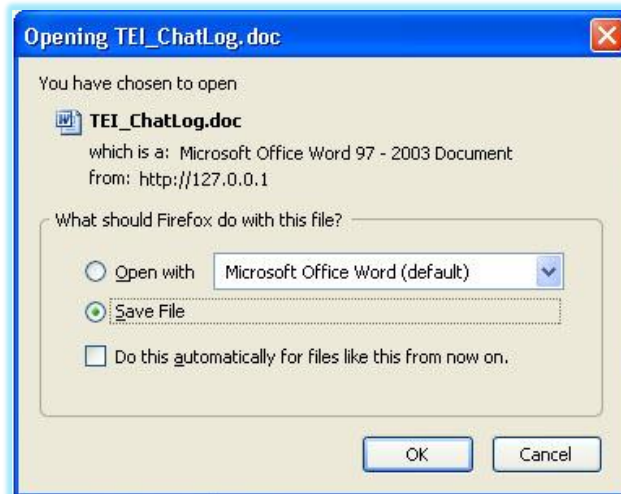 Opening TEI_ChatLog.doc
You have chosen to open
TEI_ChatLog.doc
which is a: Microsoft Office Word 97 - 2003 Document
from: http://127.0.0.1
What should Firefox do with this file?
Open with Microsoft Office Word (default)
Save File
Do this automatically for files like this from now on.
OK Cancel